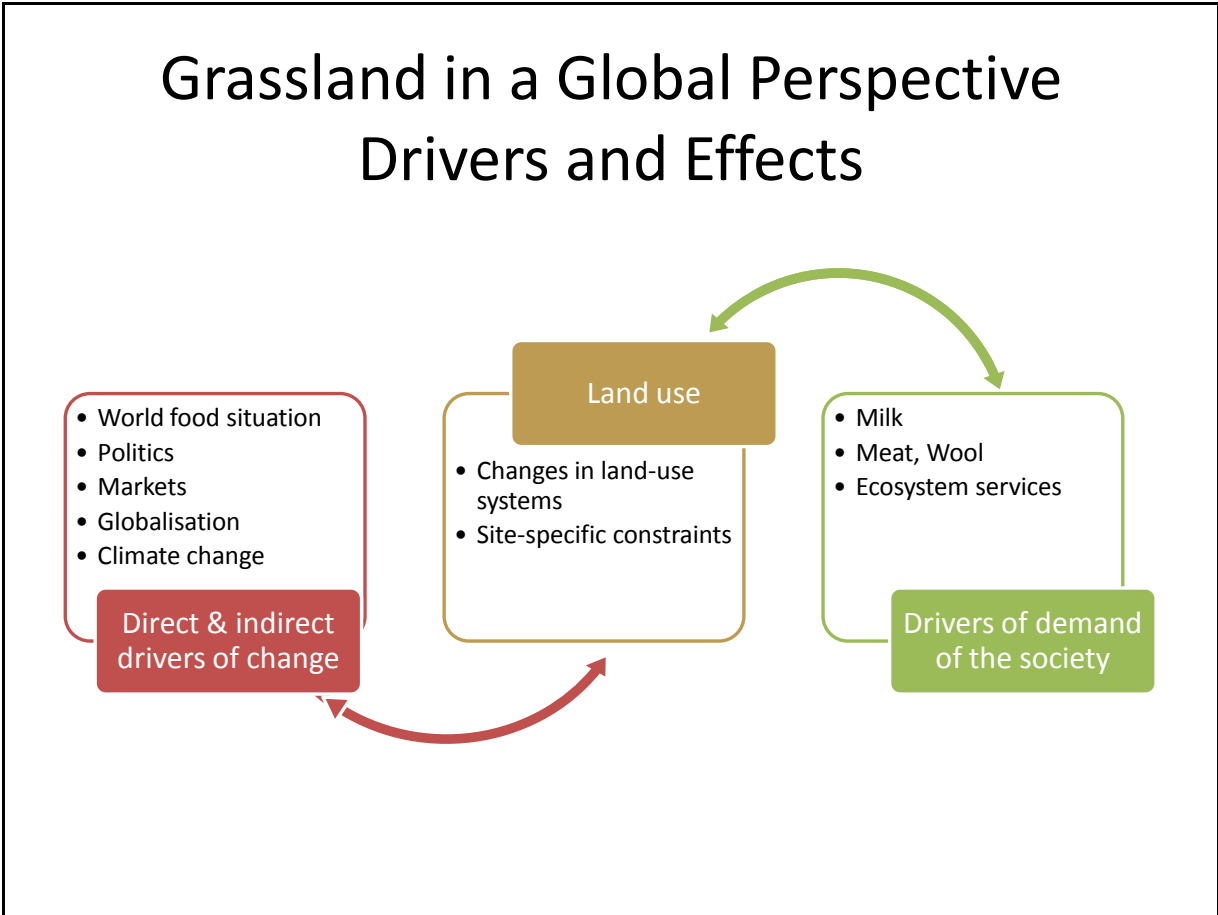 Grassland in a Global Perspective
Drivers and Effects
• World food situation
• Politics
• Markets
• Globalisation
• Climate change
Direct & indirect
drivers of change
Land use
• Changes in land-use
systems
• Site-specific constraints
• Milk
• Meat, Wool
• Ecosystem services
Drivers of demand
of the society